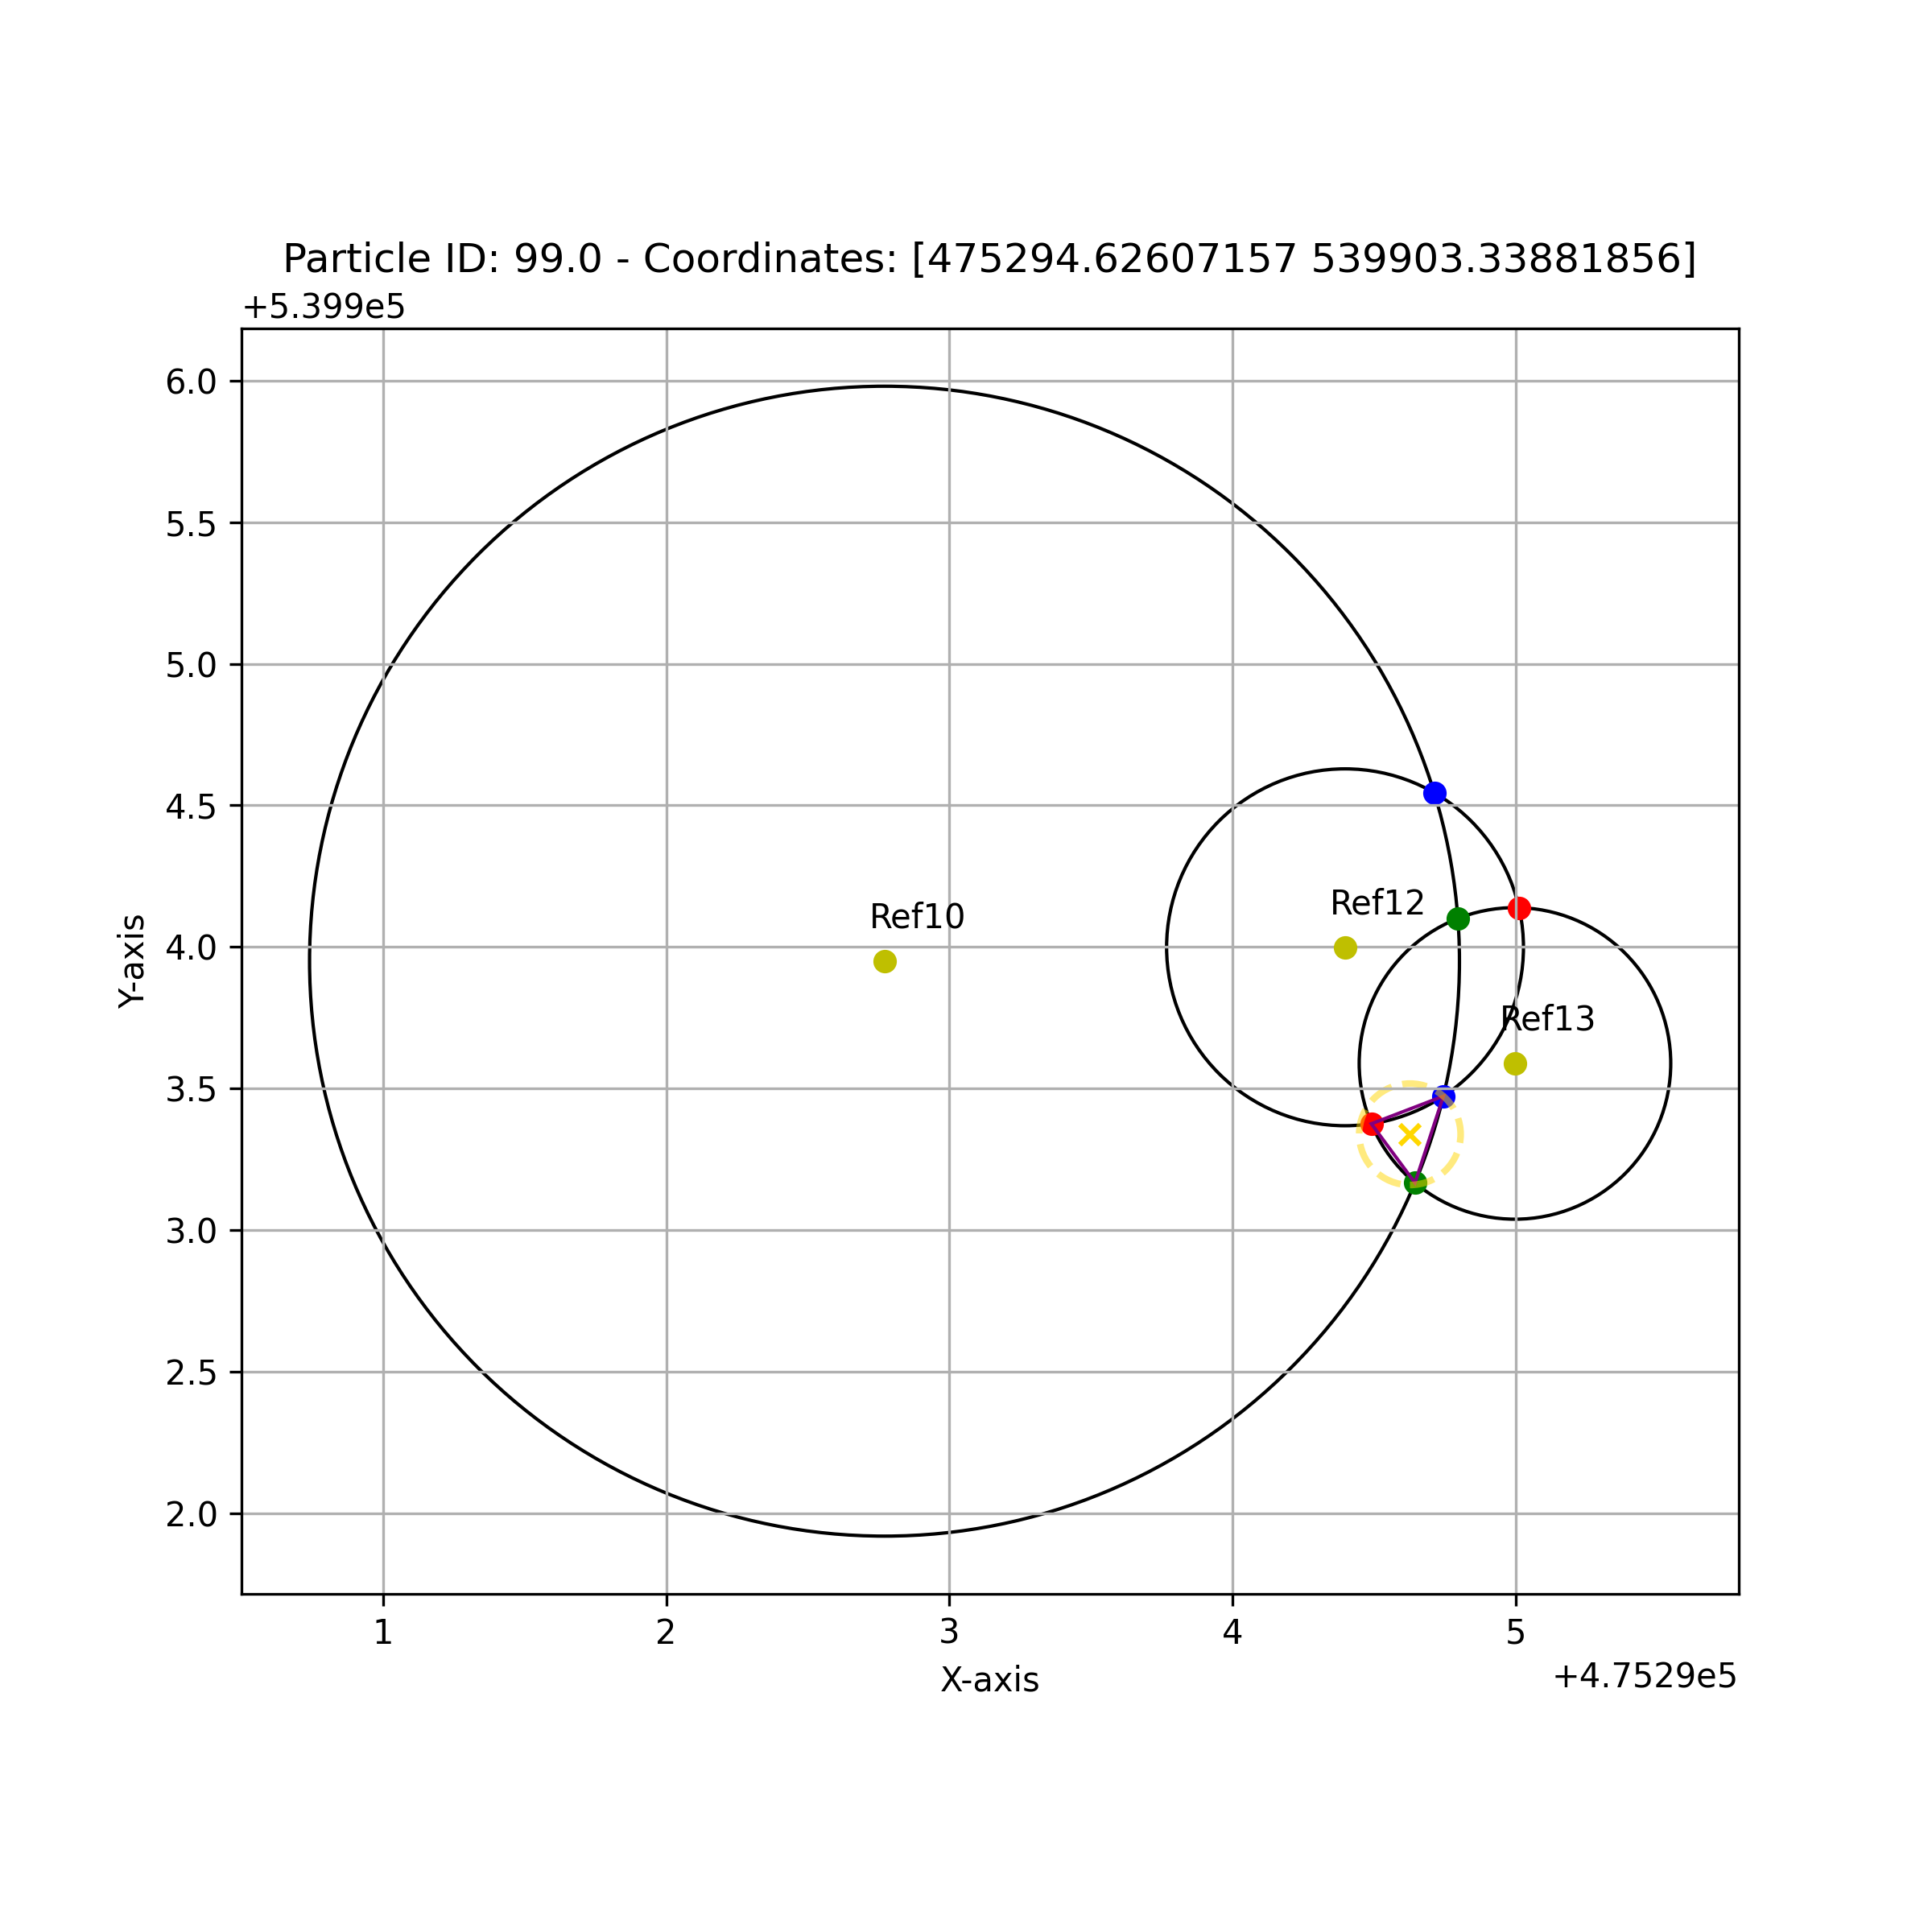 Particle ID: 99.0 - Coordinates: [475294.62607157 539903.33881856]
+5.399e5
6.0
5.5
5.0
4.5
4.0
3.5
3.0
2.5
2.0
Y-axis
Ref10
Ref12
Ref13
1 2 3 4 5
X-axis
+4.7529e5